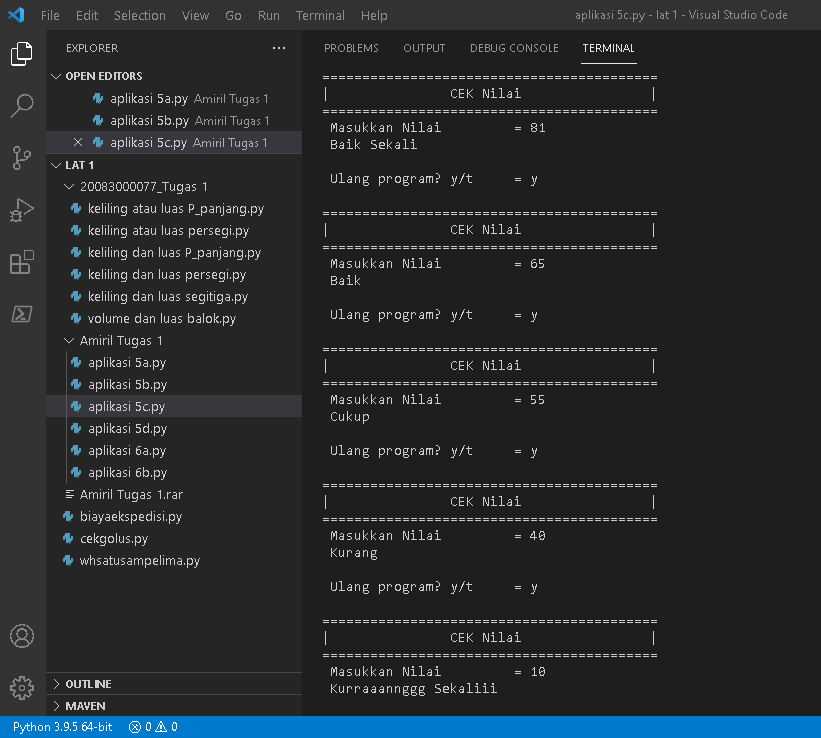 File Edit Selection View Go Run Terminal Help aplikasi 5c.py - lat 1 - Visual Studio Code
EXPLORER ...
OPEN EDITORS
aplikasi 5a.py Amiril Tugas 1
aplikasi 5b.py Amiril Tugas 1
aplikasi 5c.py Amiril Tugas 1
LAT 1
20083000077_Tugas 1
keliling atau luas P_panjang.py
keliling atau luas persegi.py
keliling dan luas P_panjang.py
keliling dan luas persegi.py
keliling dan luas segitiga.py
volume dan luas balok.py
Amiril Tugas 1
aplikasi 5a.py
aplikasi 5b.py
aplikasi 5c.py
aplikasi 5d.py
aplikasi 6a.py
aplikasi 6b.py
Amiril Tugas 1.rar
biayaekspedisi.py
cekgolus.py
whsatusampelima.py
OUTLINE
MAVEN
PROBLEMS OUTPUT DEBUG CONSOLE TERMINAL
==========================================
| CEK Nilai |
==========================================
Masukkan Nilai = 81
Baik Sekali
Ulang program? y/t = y
==========================================
| CEK Nilai |
==========================================
Masukkan Nilai = 65
Baik
Ulang program? y/t = y
==========================================
| CEK Nilai |
==========================================
Masukkan Nilai = 55
Cukup
Ulang program? y/t = y
==========================================
| CEK Nilai |
==========================================
Masukkan Nilai = 40
Kurang
Ulang program? y/t = y
==========================================
| CEK Nilai |
==========================================
Masukkan Nilai = 10
Kurraaannggg Sekaliii
Python 3.9.5 64-bit 0 0